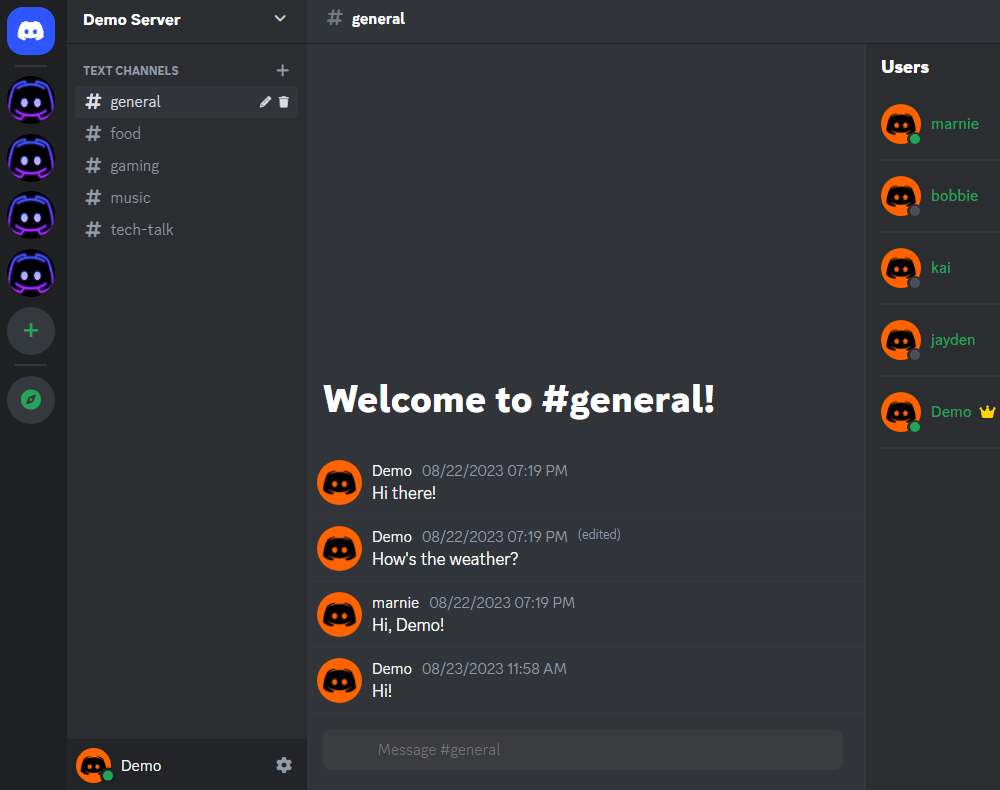 Demo Server
TEXT CHANNELS +
# general
# food
# gaming
# music
# tech-talk
Demo
# general
Welcome to #general!
Demo 08/22/2023 07:19 PM
Hi there!
Demo 08/22/2023 07:19 PM (edited)
How's the weather?
marnie 08/22/2023 07:19 PM
Hi, Demo!
Demo 08/23/2023 11:58 AM
Hi!
Message #general
Users
marnie
bobbie
kai
jayden
Demo